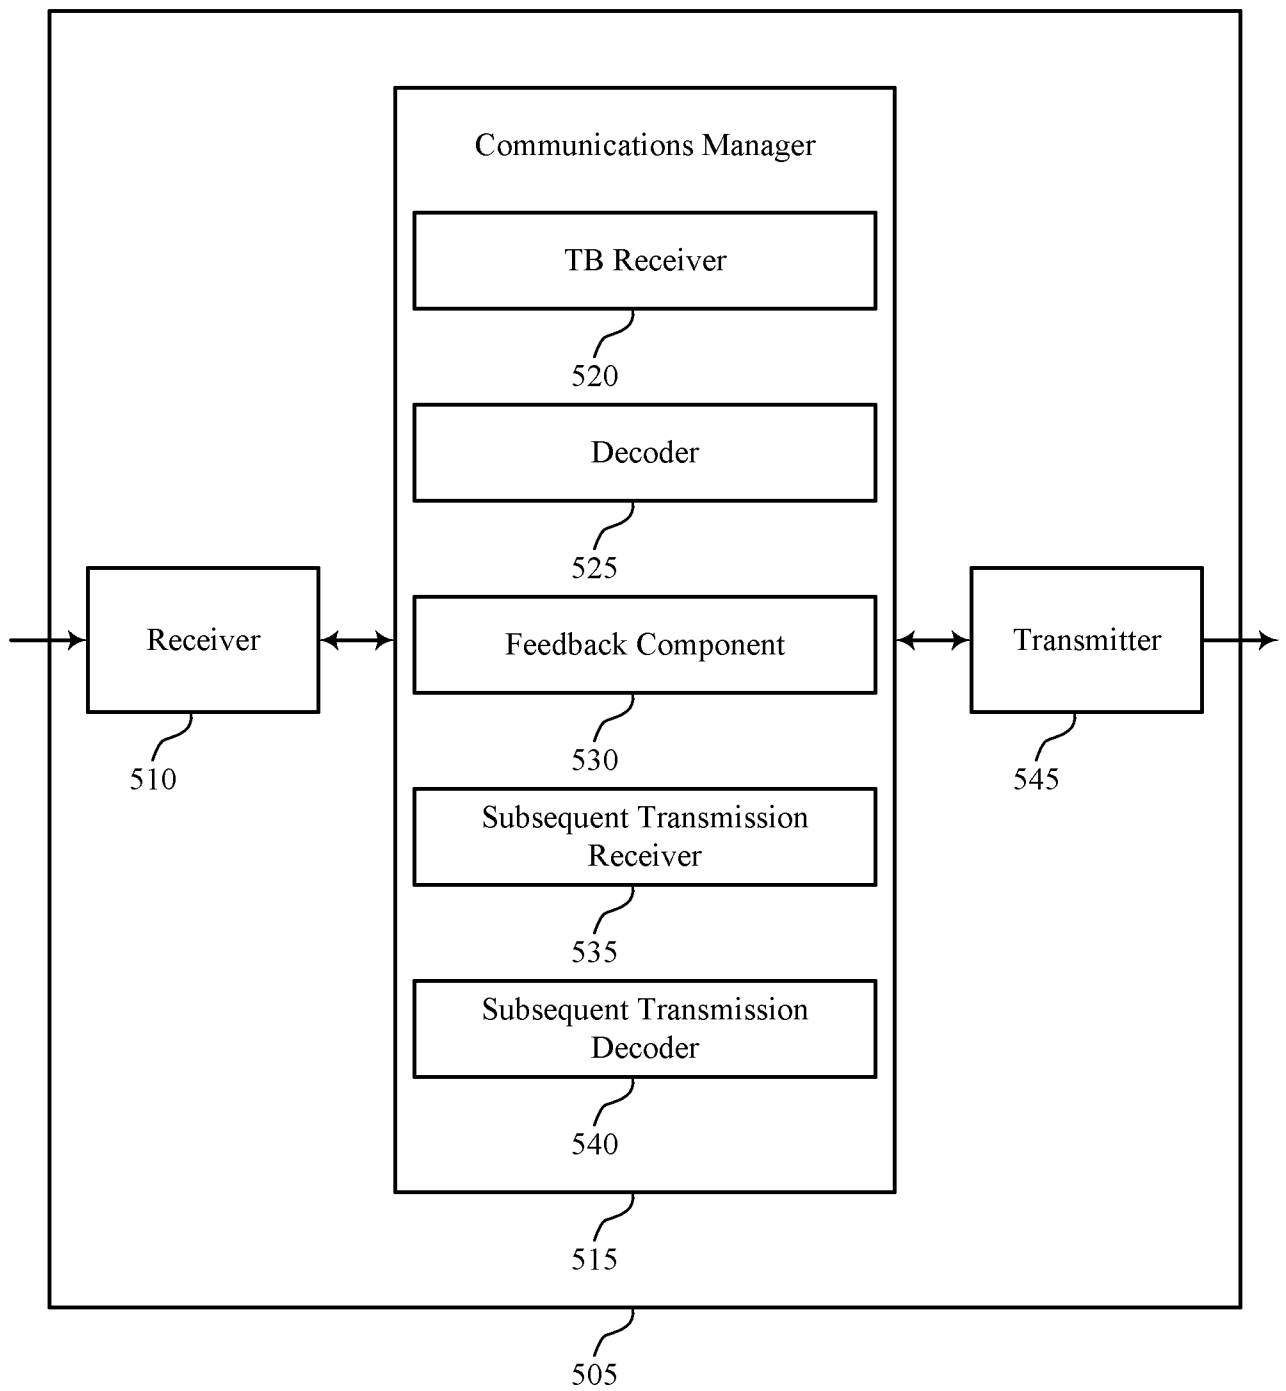 Communications Manager
TB Receiver
520
Decoder
525
Receiver
510
Feedback Component
530
Transmitter
545
Subsequent Transmission
Receiver
535
Subsequent Transmission
Decoder
540
515
505